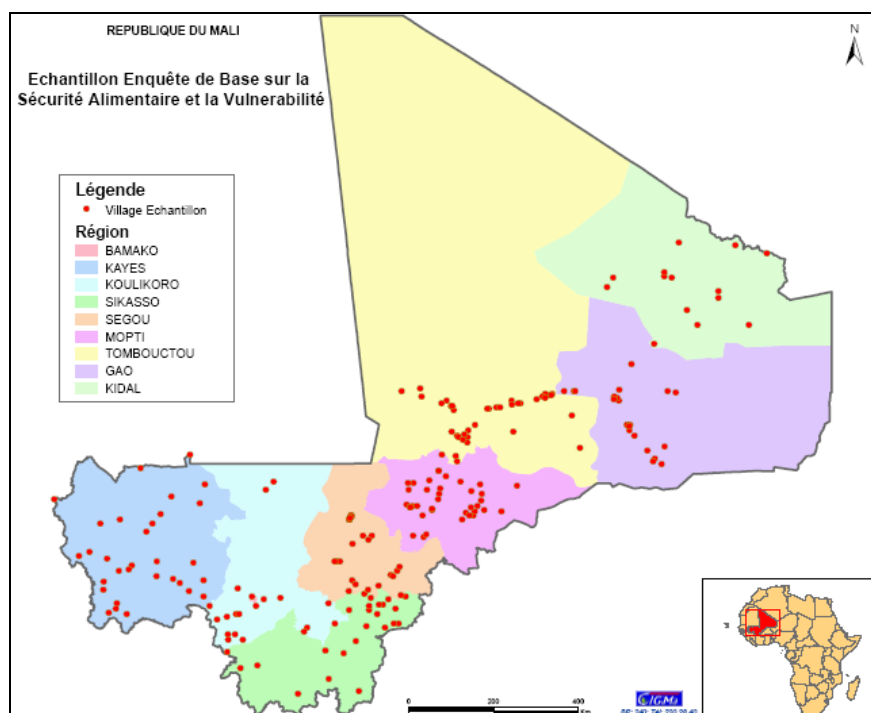 REPUBLIQUE DU MALI
N
Echantillon Enquête de Base sur la
Sécurité Alimentaire et la Vulnerabilité
Légende
Village Echantillon
Région
BAMAKO
KAYES
KOULIKORO
SIKASSO
SEGOU
MOPTI
TOMBOUCTOU
GAO
KIDAL
0 200 400
Km